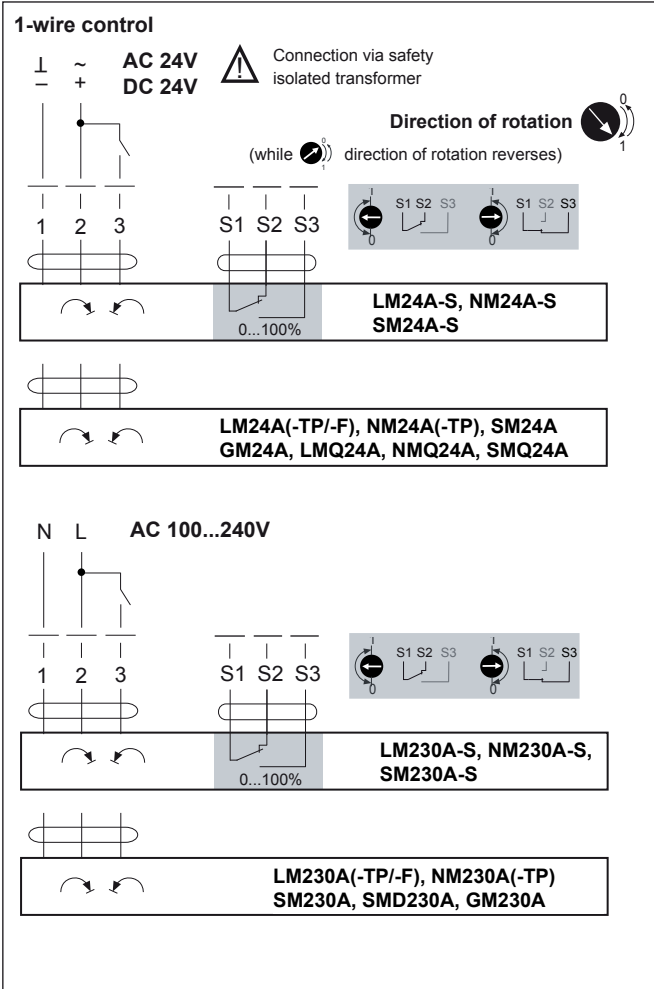 1-wire control
⊥ ~ AC 24V
– + DC 24V
Connection via safety
isolated transformer
Direction of rotation 0 1
(while 0 1 direction of rotation reverses)
1 0 S1 S2 S3 1 0 S1 S2 S3
1 2 3 S1 S2 S3
0...100%
LM24A-S, NM24A-S
SM24A-S
LM24A(-TP/-F), NM24A(-TP), SM24A
GM24A, LMQ24A, NMQ24A, SMQ24A
N L AC 100...240V
1 0 S1 S2 S3 1 0 S1 S2 S3
1 2 3 S1 S2 S3
0...100%
LM230A-S, NM230A-S,
SM230A-S
LM230A(-TP/-F), NM230A(-TP)
SM230A, SMD230A, GM230A